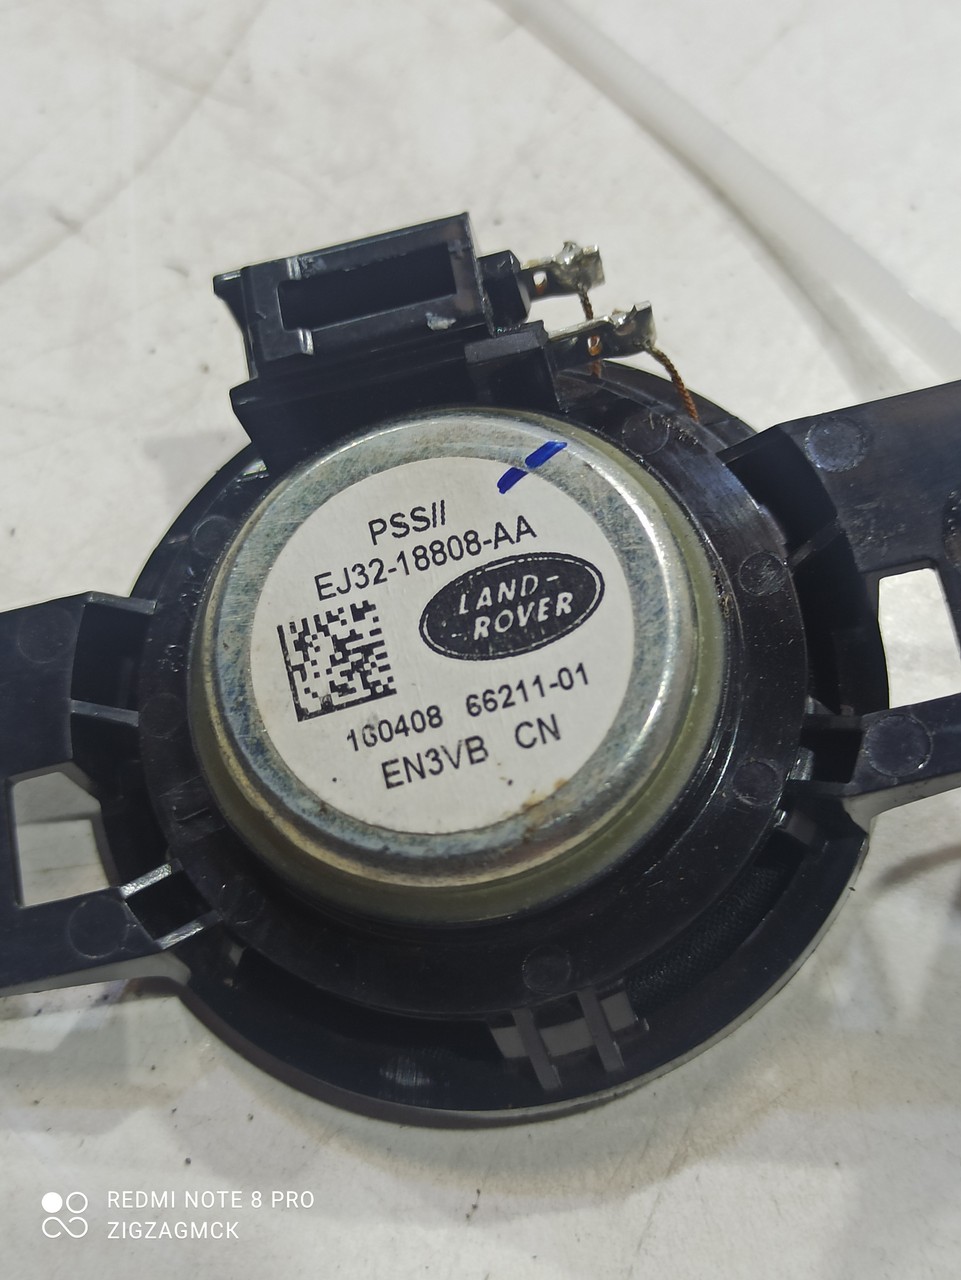 PSS//
EJ32-18808-AA
LAND-
ROVER
160408 66211-01
EN3VB CN
REDMI NOTE 8 PRO
ZIGZAGMCK